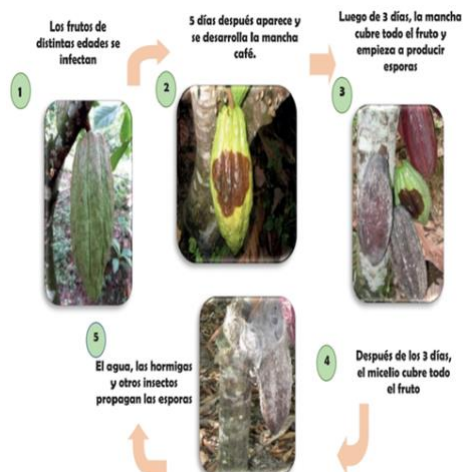 1
Los frutos de
distintas edades se
infectan
2
5 días después aparece y
se desarrolla la mancha
café.
3
Luego de 3 días, la mancha
cubre todo el fruto y
empieza a producir
esporas
4
Después de los 3 días,
el micelio cubre todo
el fruto
5
El agua, las hormigas
y otros insectos
propagan las esporas